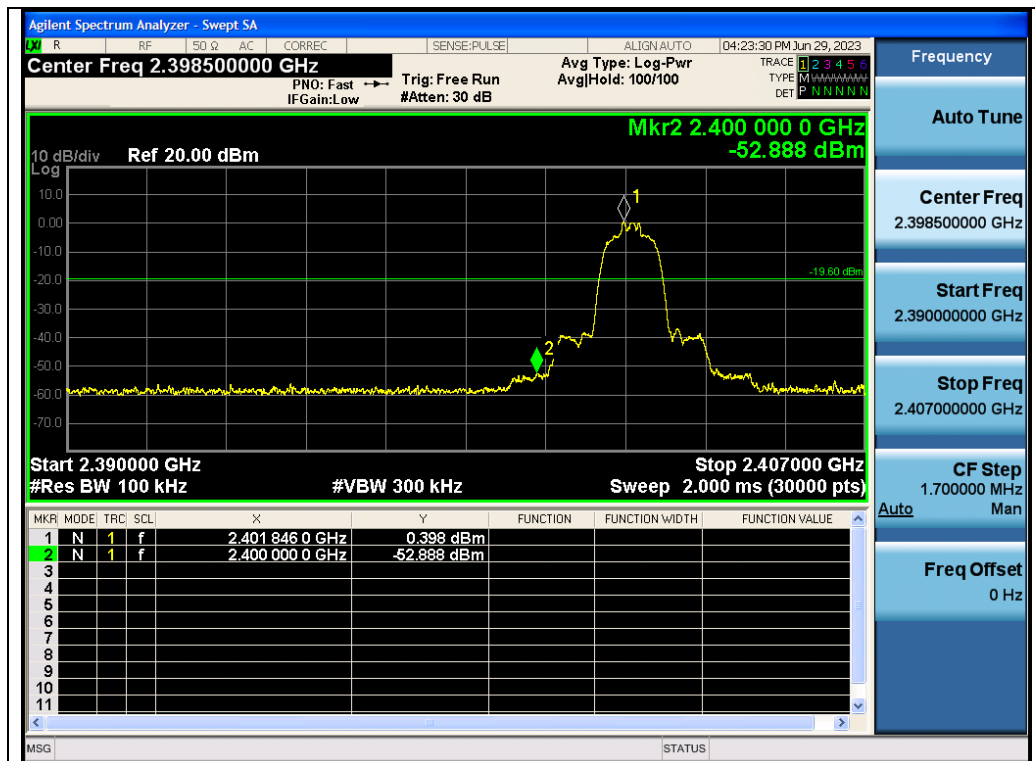 Agilent Spectrum Analyzer - Swept SA
LXI R RF 50 Ω AC CORREC SENSE:PULSE ALIGN AUTO 04:23:30 PM Jun 29, 2023
Center Freq 2.398500000 GHz
PNO: Fast
IFGain:Low
Trig: Free Run
#Atten: 30 dB
Avg Type: Log-Pwr
Avg|Hold: 100/100
TRACE 1 2 3 4 5 6
TYPE M
DET P N N N N N
Mkr2 2.400 000 0 GHz
-52.888 dBm
10 dB/div Ref 20.00 dBm
Log
10.0
0.00
-10.0
-20.0
-30.0
-40.0
-50.0
-60.0
-70.0
1
2
-19.60 dBm
Start 2.390000 GHz Stop 2.407000 GHz
#Res BW 100 kHz #VBW 300 kHz Sweep 2.000 ms (30000 pts)
MKR MODE TRC SCL X Y FUNCTION FUNCTION WIDTH FUNCTION VALUE
1 N 1 f 2.401 846 0 GHz 0.398 dBm
2 N 1 f 2.400 000 0 GHz -52.888 dBm
3
4
5
6
7
8
9
10
11
MSG STATUS
Frequency
Auto Tune
Center Freq
2.398500000 GHz
Start Freq
2.390000000 GHz
Stop Freq
2.407000000 GHz
CF Step
1.700000 MHz
Auto Man
Freq Offset
0 Hz